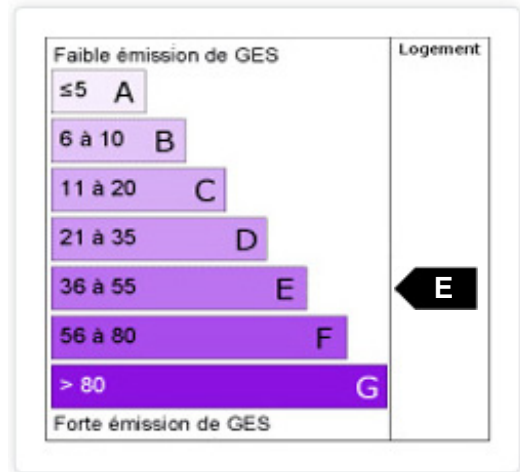 Faible émission de GES
Logement
≤5 A
6 à 10 B
11 à 20 C
21 à 35 D
36 à 55 E
E
56 à 80 F
> 80 G
Forte émission de GES